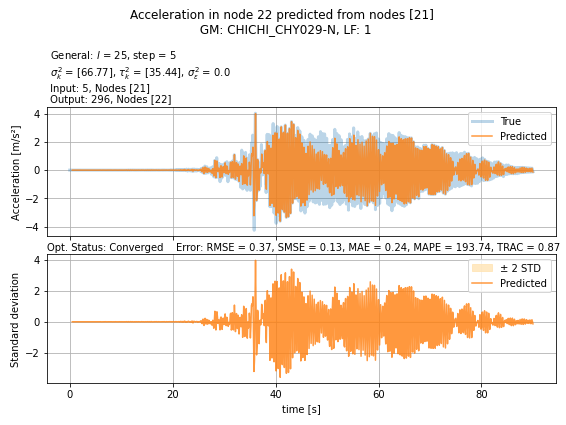 Acceleration in node 22 predicted from nodes [21]
GM: CHICHI_CHY029-N, LF: 1
General: l = 25, step = 5
σ²ₖ = [66.77], τ²ₖ = [35.44], σ²ε = 0.0
Input: 5, Nodes [21]
Output: 296, Nodes [22]
4
2
0
−2
−4
Acceleration [m/s²]
True
Predicted
Opt. Status: Converged Error: RMSE = 0.37, SMSE = 0.13, MAE = 0.24, MAPE = 193.74, TRAC = 0.87
4
2
0
−2
Standard deviation
± 2 STD
Predicted
0 20 40 60 80
time [s]